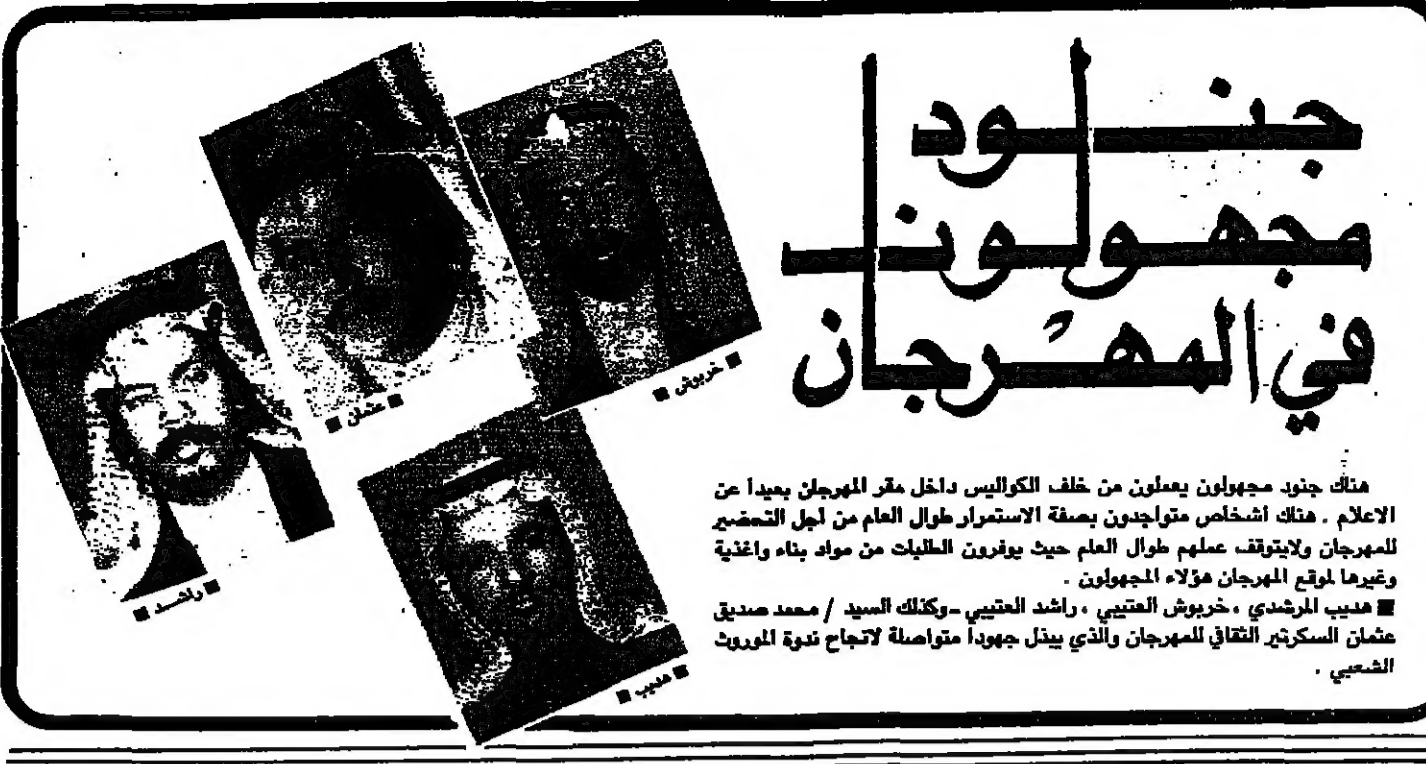 جنود
مجهولون
في المهرجان
هناك جنود مجهولون يعملون من خلف الكواليس داخل مقر المهرجان بعيداً عن
الاعلام . هناك أشخاص متواجدون بصفة الاستمرار طوال العام من أجل التحضير
للمهرجان ولايتوقف عملهم طوال العام حيث يوفرون الطلبات من مواد بناء واغذية
وغيرها لموقع المهرجان هؤلاء المجهولون .
■ هديب المرشدي ، خربوش العتيبي ، راشد العتيبي ـ وكذلك السيد / محمد صديق
عثمان السكرتير الثقافي للمهرجان والذي يبذل جهودا متواصلة لانجاح ندوة الموروث
الشعبي .
■ خربوش ■
■ عثمان ■
■ راشــد ■
■ هديب ■